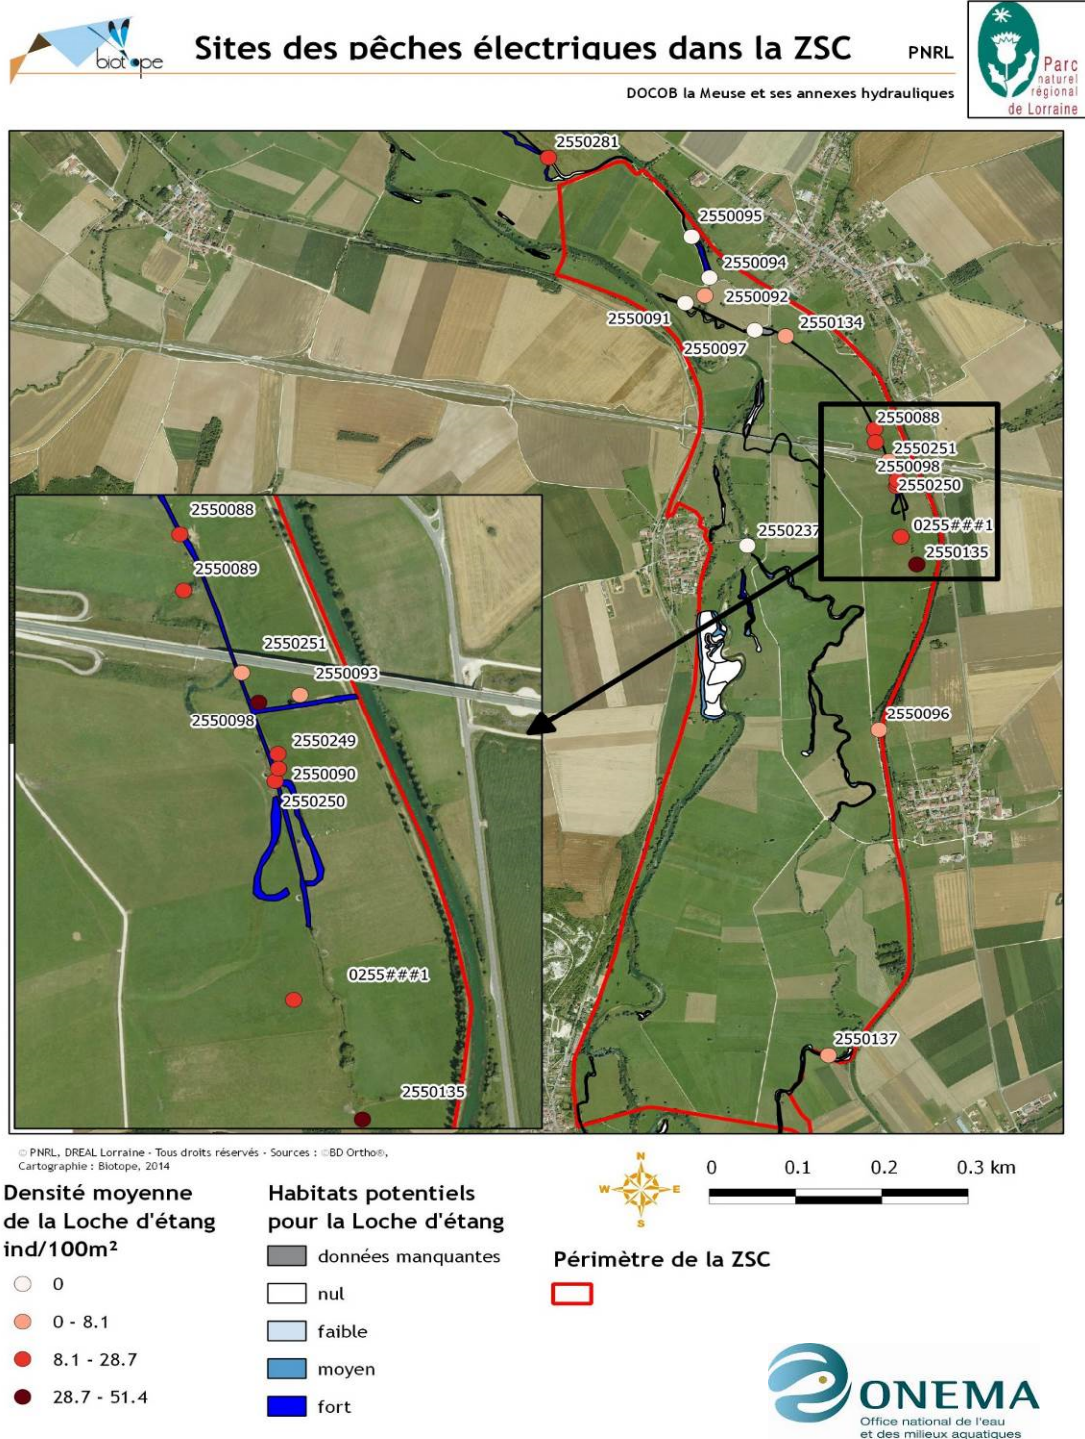 biotope
Sites des pêches électriques dans la ZSC
PNRL
DOCOB la Meuse et ses annexes hydrauliques
Parc
naturel
régional
de Lorraine
2550281
2550095
2550094
2550092
2550091
2550134
2550097
2550088
2550251
2550098
2550250
0255###1
2550135
2550237
2550096
2550137
2550088
2550089
2550251
2550093
2550098
2550249
2550090
2550250
0255###1
2550135
© PNRL, DREAL Lorraine - Tous droits réservés - Sources : ©BD Ortho®,
Cartographie : Biotope, 2014
N
W E
S
0 0.1 0.2 0.3 km
Densité moyenne
de la Loche d'étang
ind/100m²
0
0 - 8.1
8.1 - 28.7
28.7 - 51.4
Habitats potentiels
pour la Loche d'étang
données manquantes
nul
faible
moyen
fort
Périmètre de la ZSC
ONEMA
Office national de l'eau
et des milieux aquatiques